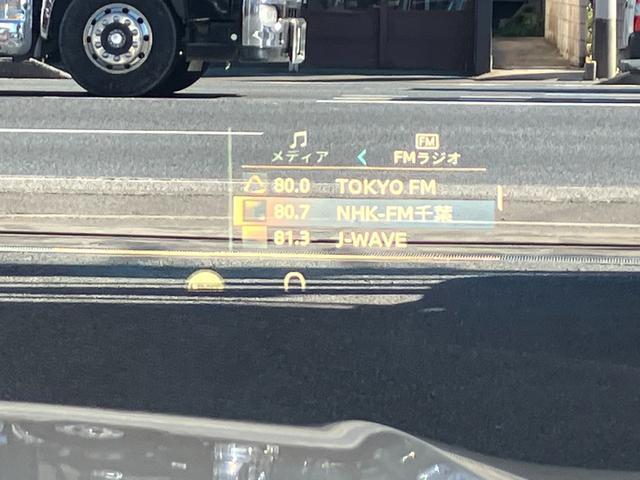 FM
メディア FMラジオ
80.0 TOKYO FM
80.7 NHK-FM千葉
81.3 J-WAVE